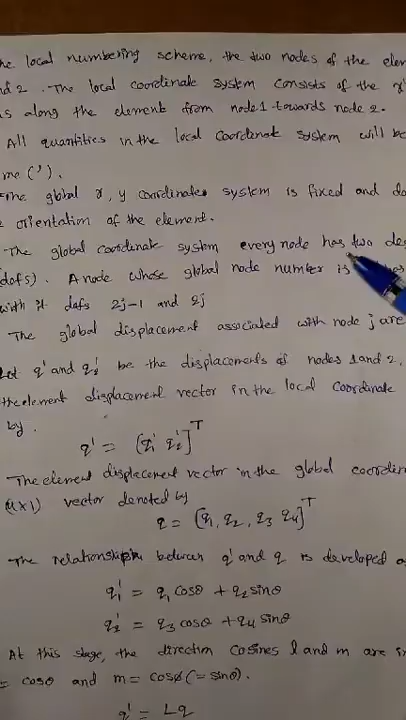 he local numbering scheme, the two nodes of the elem
nd 2. The local coordinate system consists of the x'
s along the element from node 1 towards node 2.
All quantities in the local coordinate system will be
me (').
The global x, y coordinates system is fixed and do
e orientation of the element.
The global coordinate system every node has two de
dofs). A node whose global node number is
with it dofs 2j-1 and 2j
The global displacement associated with node j are
Let q'₁ and q'₂ be the displacements of nodes 1 and 2,
the element displacement vector in the local coordinate
by.
q' = [q'₁ q'₂]ᵀ
The element displacement vector in the global coordin
(4x1) vector denoted by
q = [q₁, q₂, q₃ q₄]ᵀ
The relationship between q' and q is developed a
q'₁ = q₁ cosθ + q₂ sinθ
q'₂ = q₃ cosθ + q₄ sinθ
At this stage, the direction cosines l and m are in
= cosθ and m = cosϕ (= sinθ).
q' = Lq